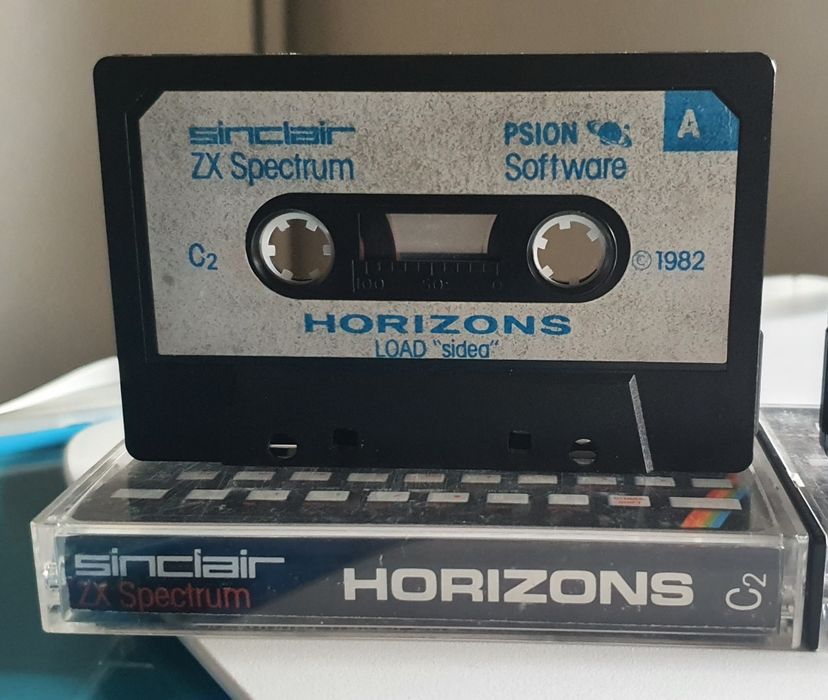 sinclair
ZX Spectrum
PSION
Software
A
C2
© 1982
100 50 0
HORIZONS
LOAD "sidea"
sinclair
ZX Spectrum
HORIZONS
C2